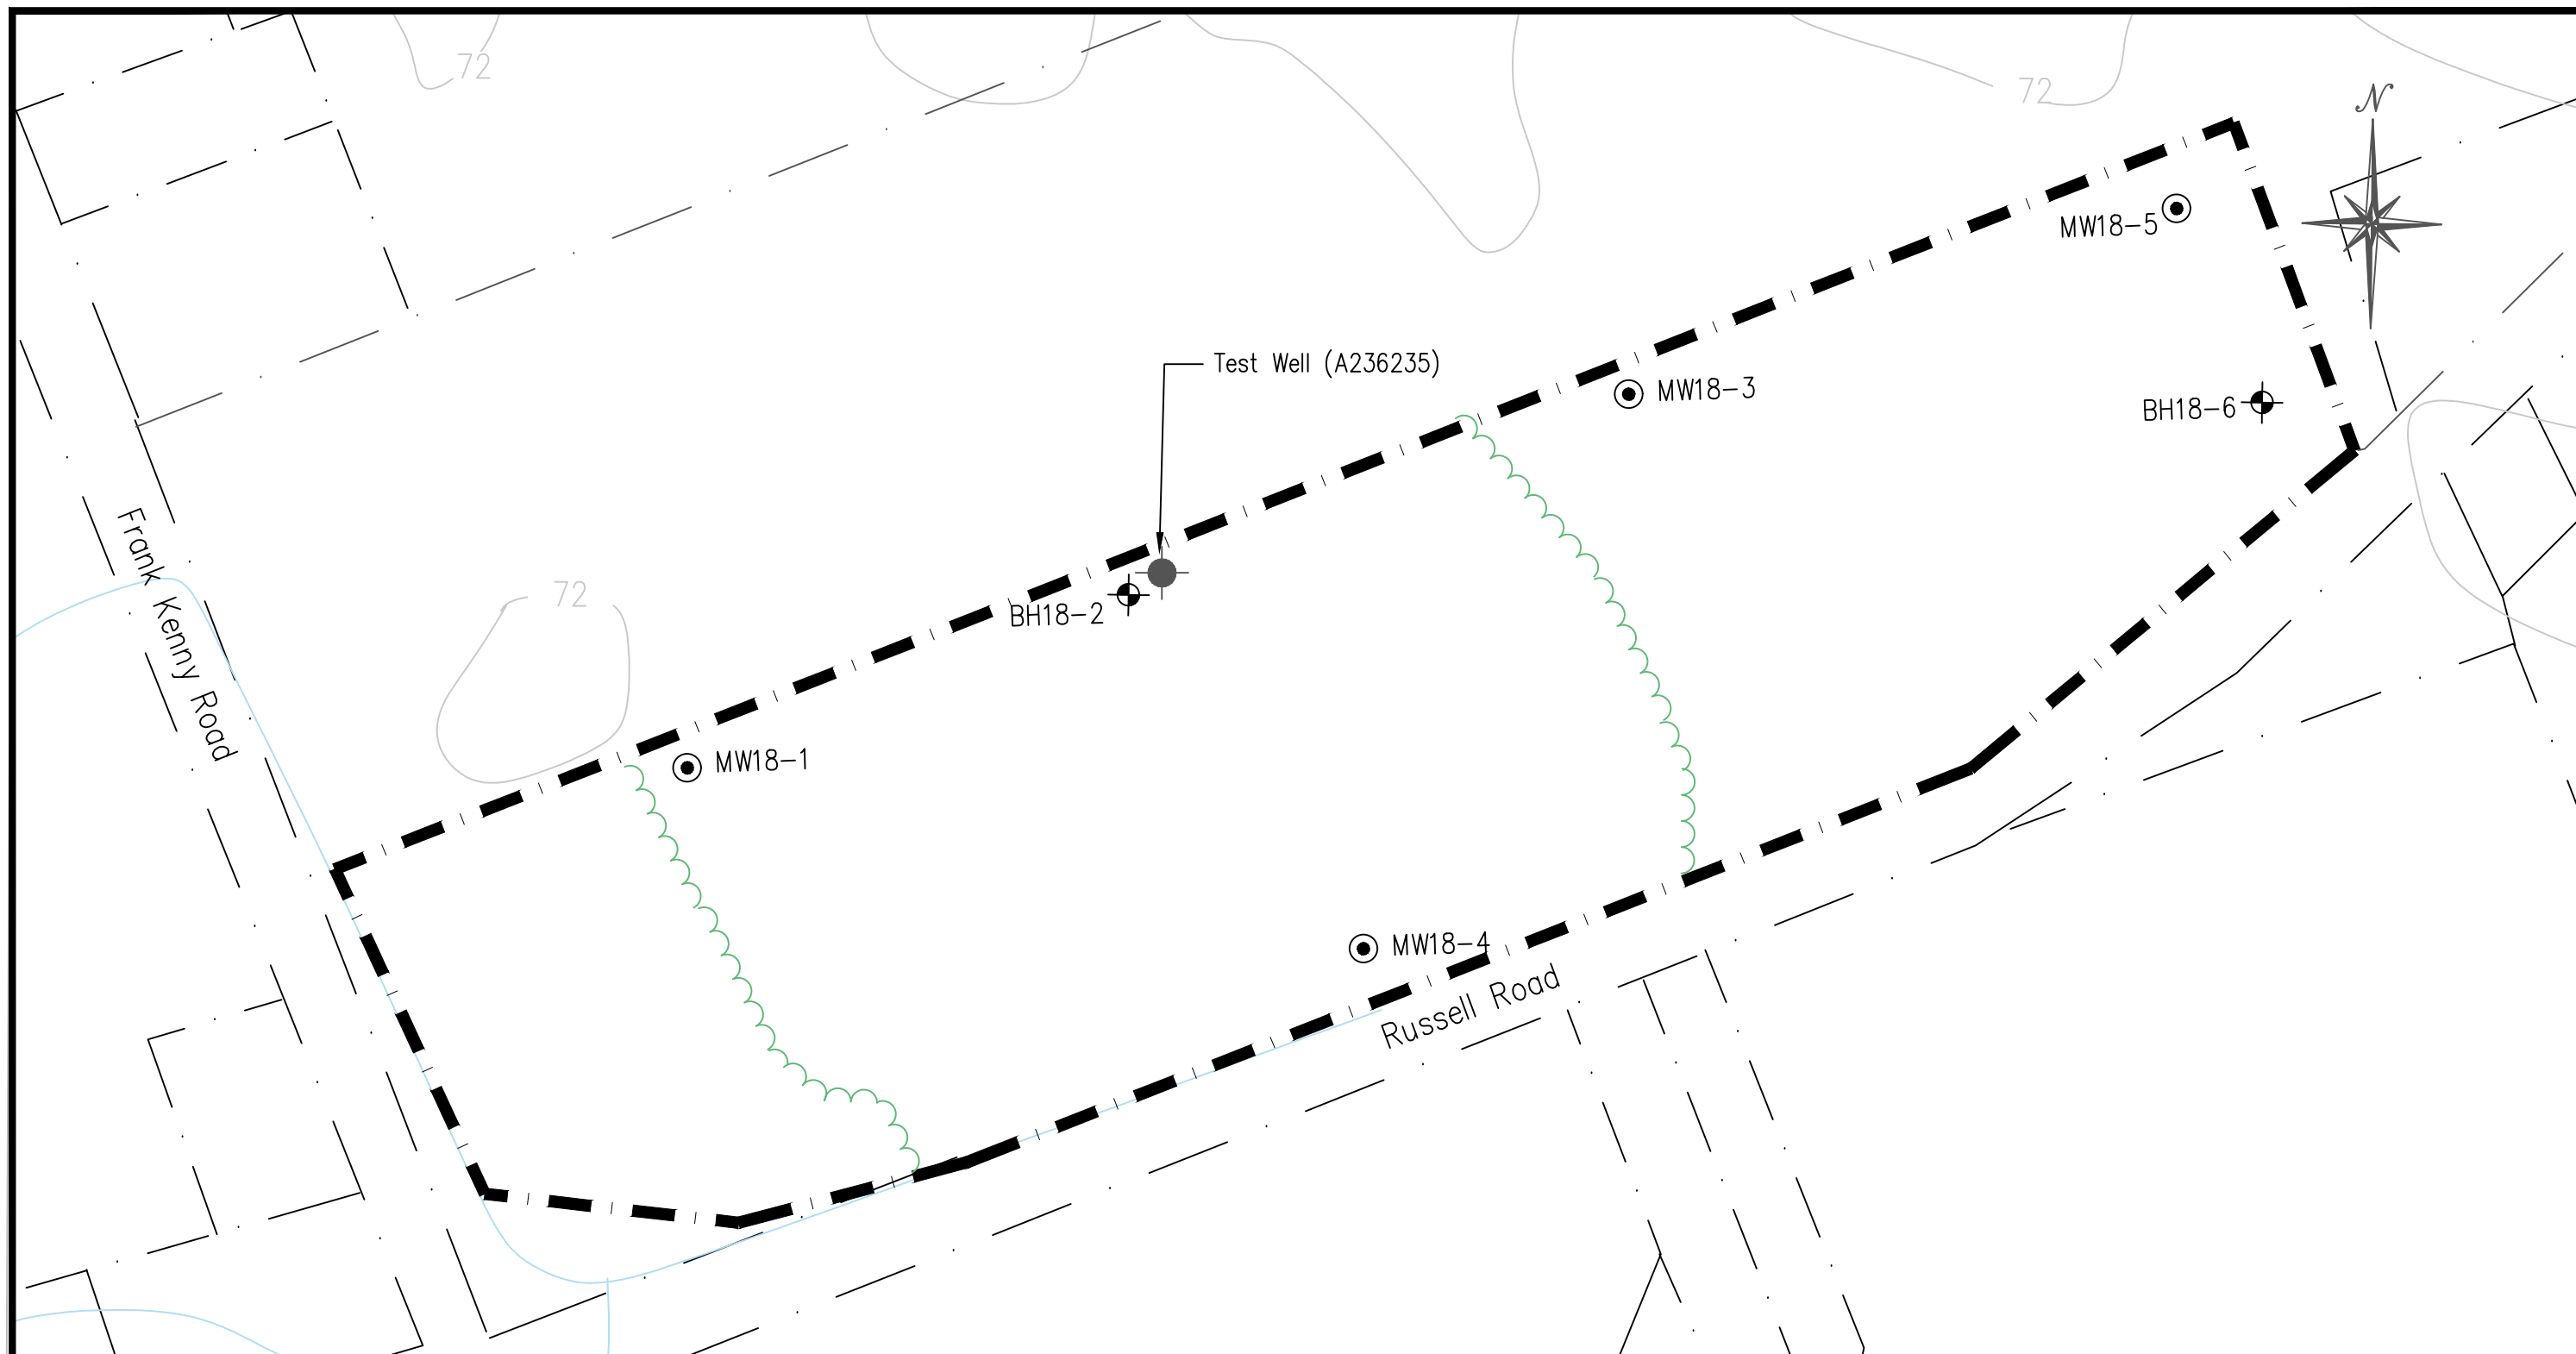 72
72
N
MW18-5
Test Well (A236235)
MW18-3
BH18-6
Frank Kenny Road
72
BH18-2
MW18-1
MW18-4
Russell Road